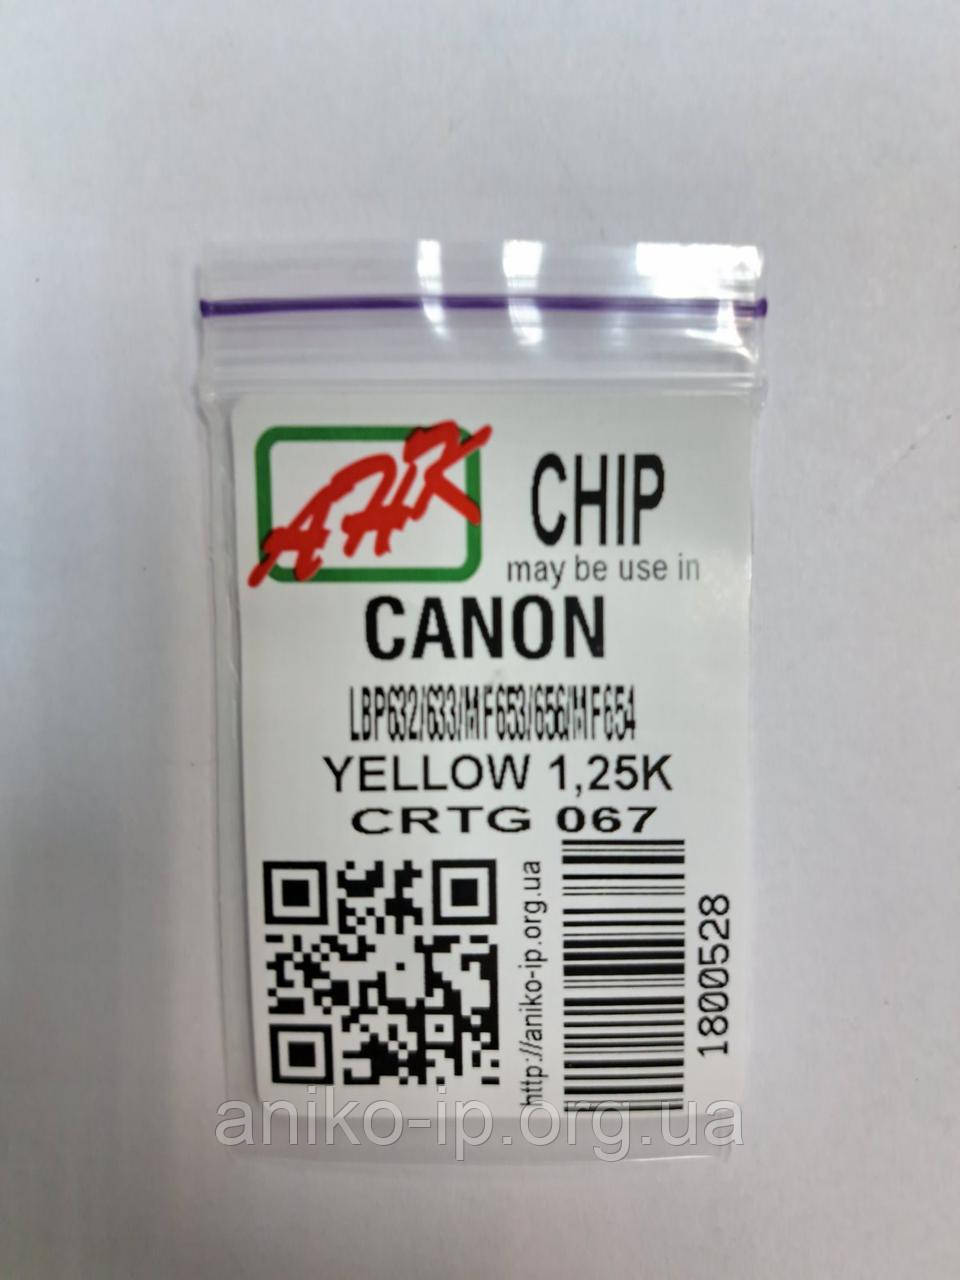 АНК
CHIP
may be use in
CANON
LBP632/633/MF653/656/MF654
YELLOW 1,25K
CRTG 067
http://aniko-ip.org.ua
1800528
aniko-ip.org.ua